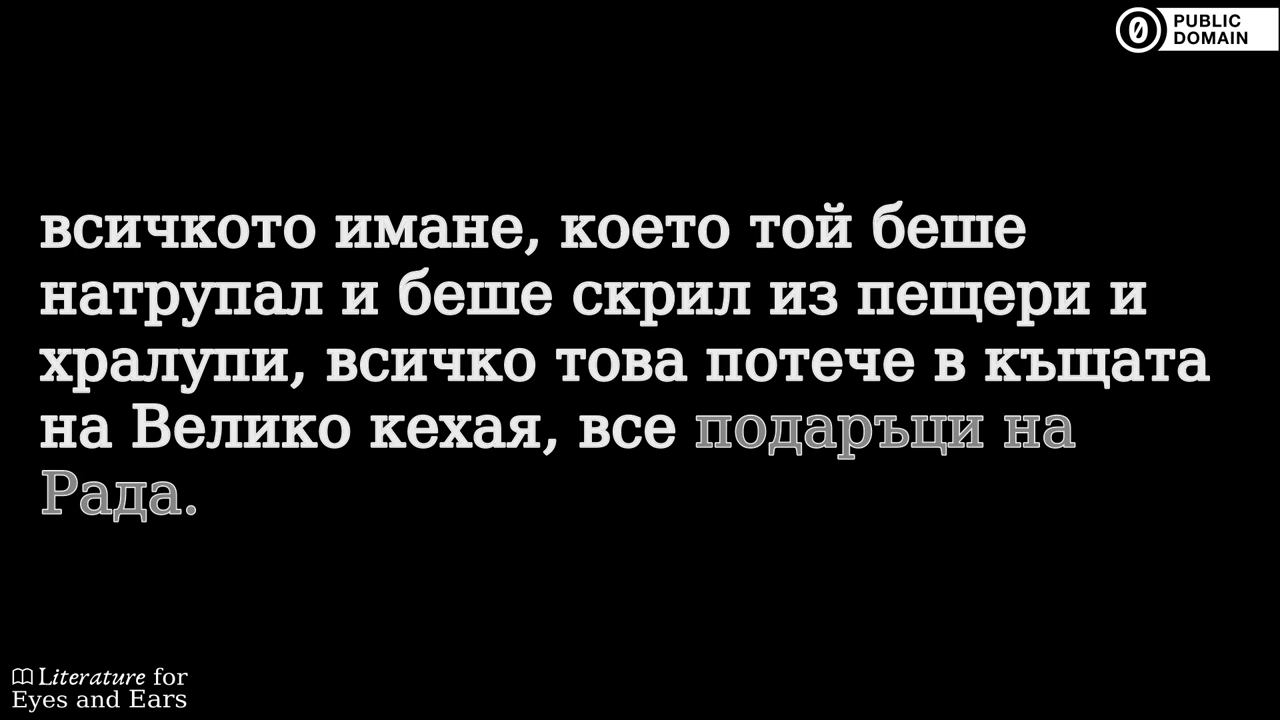 0 PUBLIC
DOMAIN
всичкото имане, което той беше
натрупал и беше скрил из пещери и
хралупи, всичко това потече в къщата
на Велико кехая, все подаръци на
Рада.
Literature for
Eyes and Ears